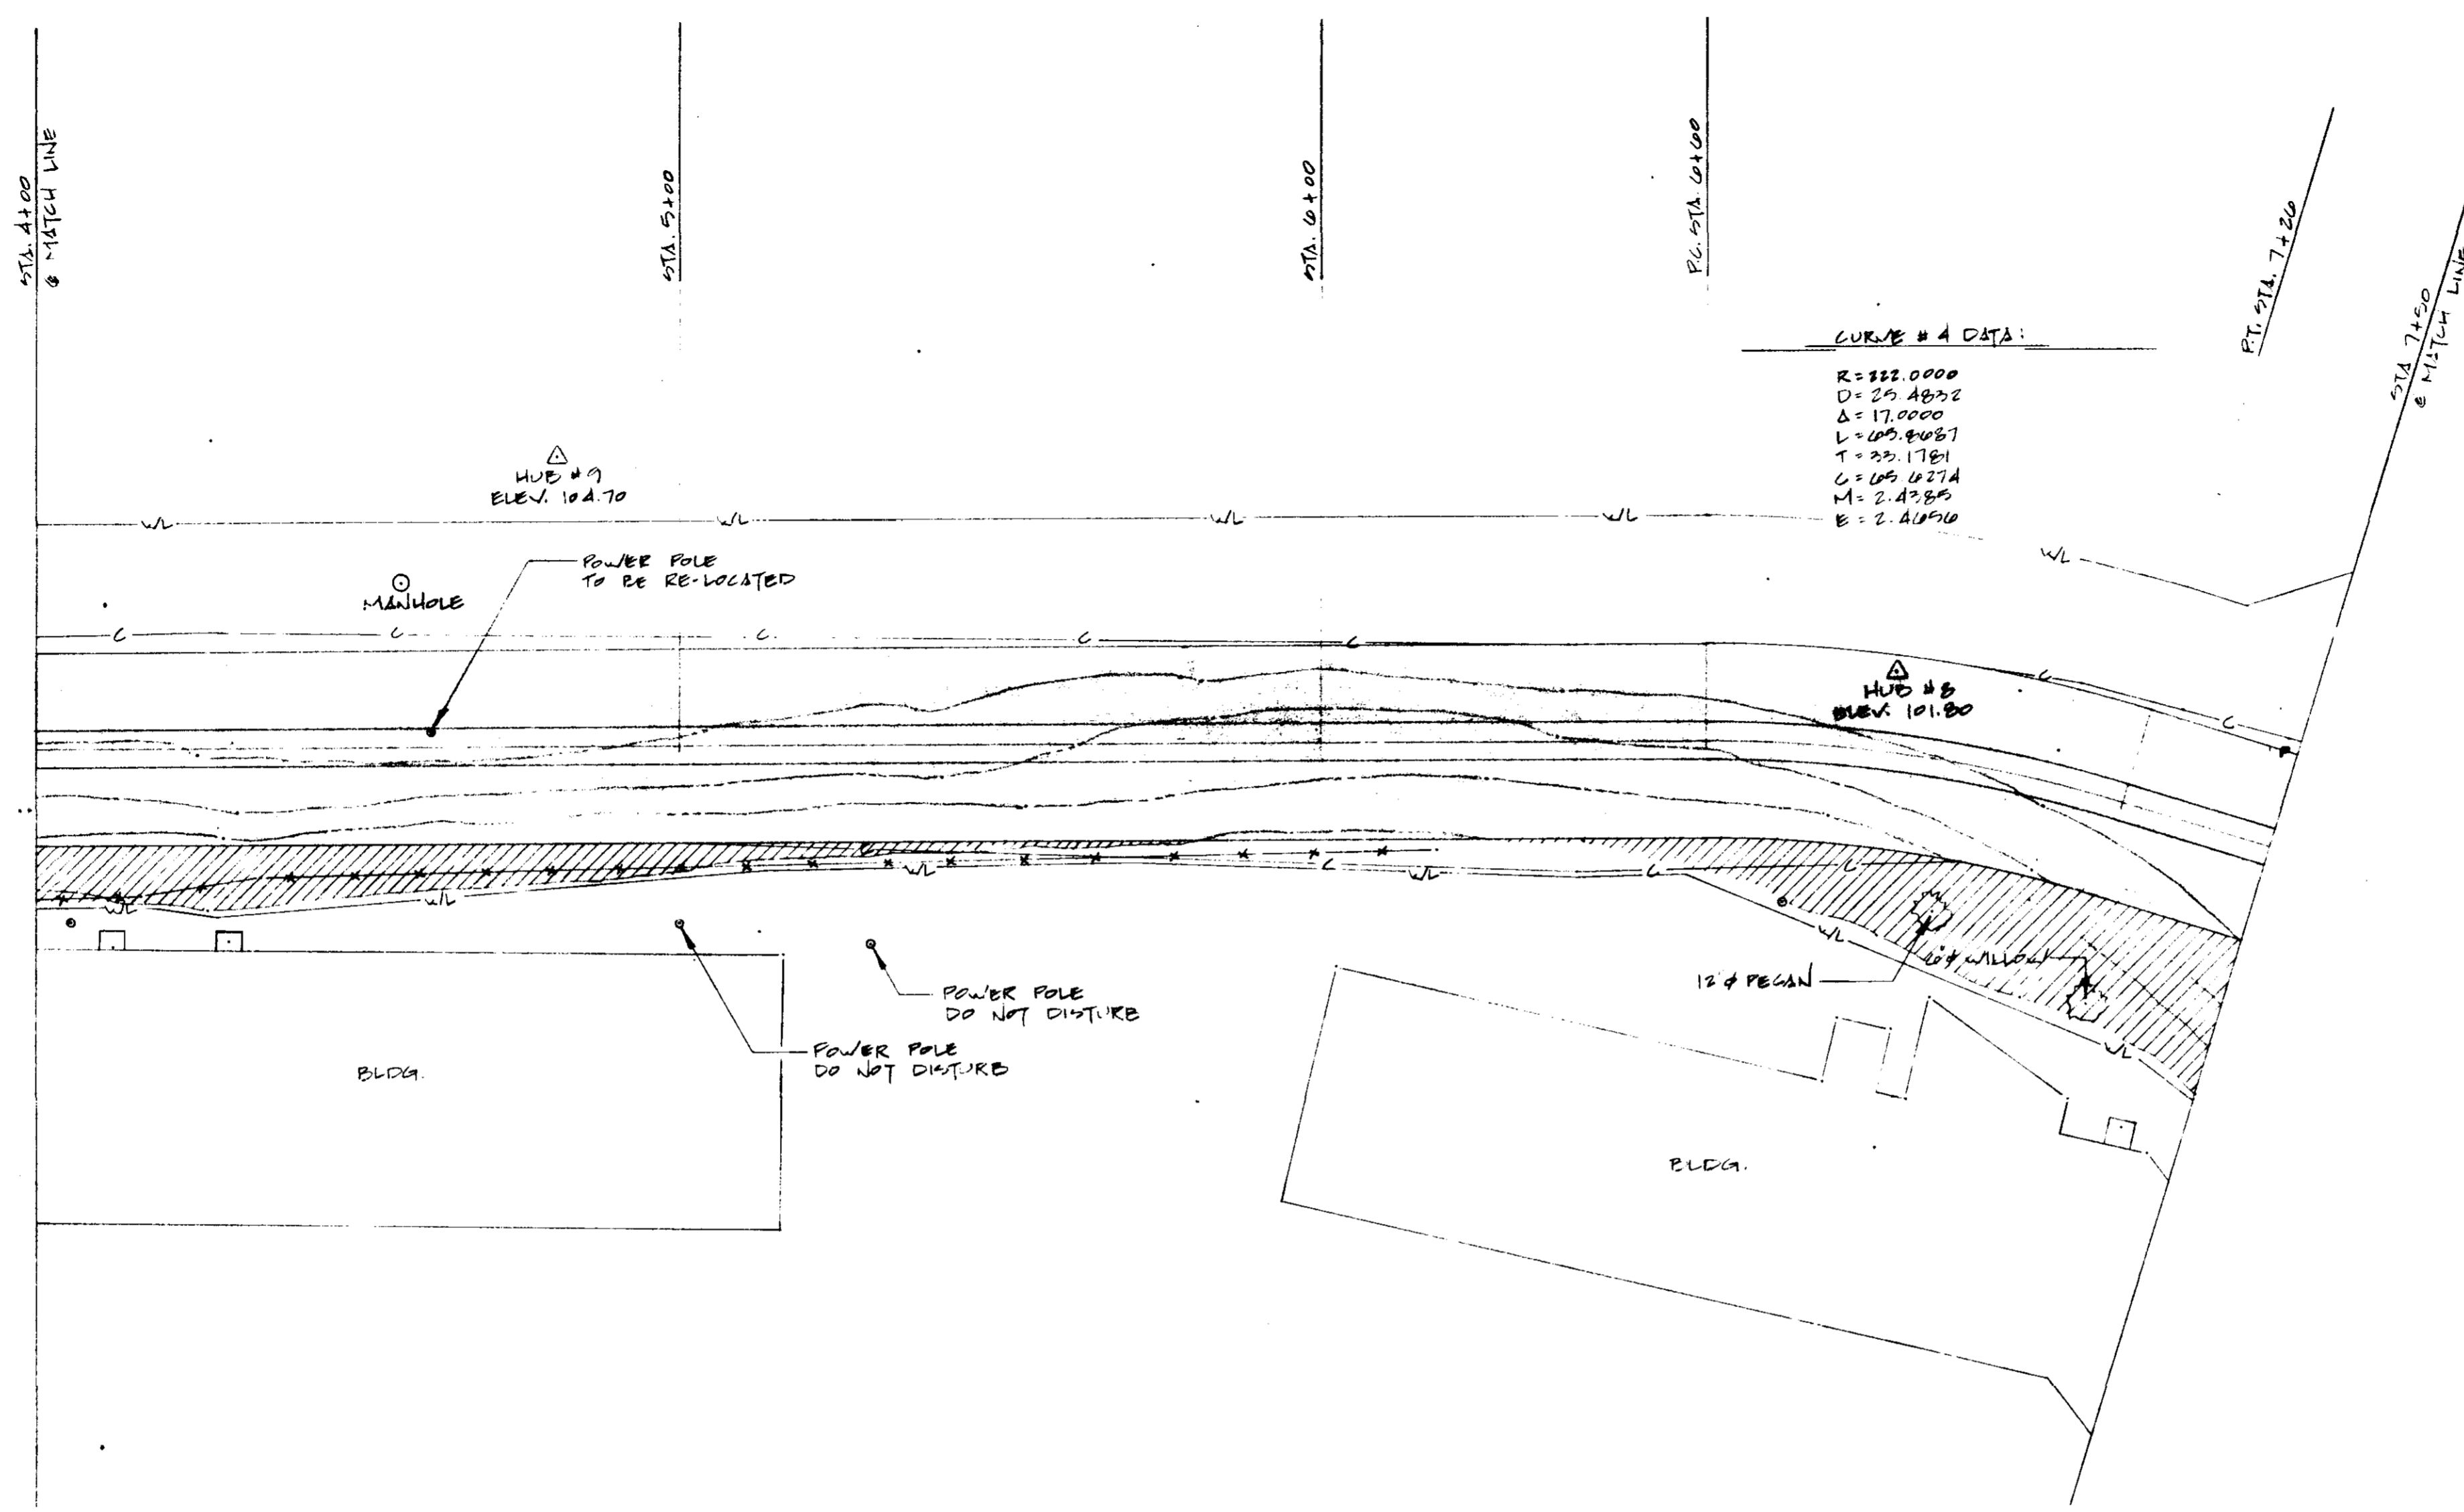 STA. 4+00
℄ MATCH LINE
STA. 5+00
STA. 6+00
P.C. STA. 6+60
P.T. STA. 7+26
STA 7+50
℄ MATCH LINE
CURVE # 4 DATA:
R = 222.0000
D = 25.4832
Δ = 17.0000
L = 65.8687
T = 33.1781
C = 65.6274
M = 2.4385
E = 2.4656
HUB #9
ELEV. 104.70
W/L
W/L
W/L
W/L
W/L
POWER POLE
TO BE RE-LOCATED
MANHOLE
C
C
C
C
C
C
C
HUB #8
ELEV. 101.80
W/L
W/L
W/L
C
W/L
C
C
W/L
W/L
12"φ PECAN
6"φ WILLOW
POWER POLE
DO NOT DISTURB
POWER POLE
DO NOT DISTURB
BLDG.
BLDG.